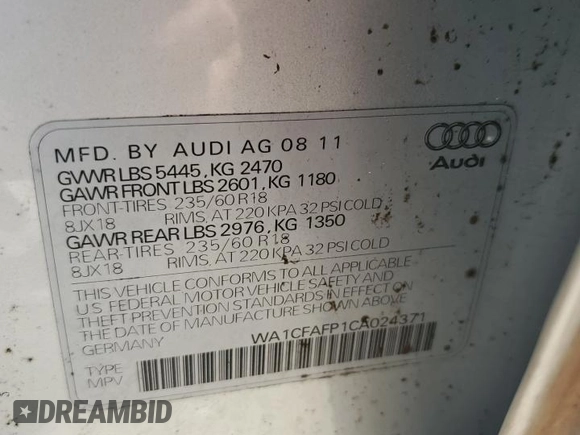 MFD. BY AUDI AG 08 11
GVWR LBS 5445, KG 2470
GAWR FRONT LBS 2601, KG 1180
FRONT-TIRES 235/60 R18
8JX18 RIMS, AT 220 KPA 32 PSI COLD
GAWR REAR LBS 2976, KG 1350
REAR-TIRES 235/60 R18
8JX18 RIMS, AT 220 KPA 32 PSI COLD
THIS VEHICLE CONFORMS TO ALL APPLICABLE
U S FEDERAL MOTOR VEHICLE SAFETY AND
THEFT PREVENTION STANDARDS IN EFFECT ON
THE DATE OF MANUFACTURE SHOWN ABOVE
GERMANY WA1CFAFP1CA024371
TYPE
MPV
Audi
DREAMBID